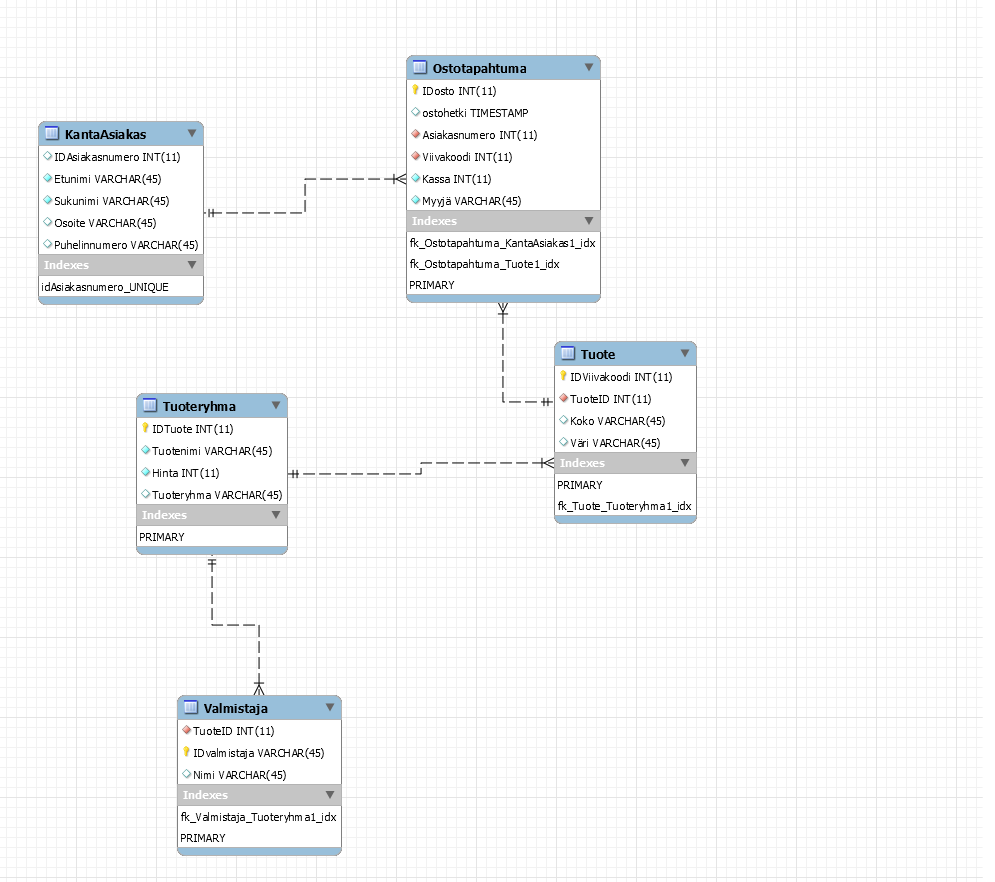 Ostotapahtuma
IDosto INT(11)
ostohetki TIMESTAMP
Asiakasnumero INT(11)
Viivakoodi INT(11)
Kassa INT(11)
Myyjä VARCHAR(45)
Indexes
fk_Ostotapahtuma_KantaAsiakas1_idx
fk_Ostotapahtuma_Tuote1_idx
PRIMARY
KantaAsiakas
IDAsiakasnumero INT(11)
Etunimi VARCHAR(45)
Sukunimi VARCHAR(45)
Osoite VARCHAR(45)
Puhelinnumero VARCHAR(45)
Indexes
idAsiakasnumero_UNIQUE
Tuote
IDViivakoodi INT(11)
TuoteID INT(11)
Koko VARCHAR(45)
Väri VARCHAR(45)
Indexes
PRIMARY
fk_Tuote_Tuoteryhma1_idx
Tuoteryhma
IDTuote INT(11)
Tuotenimi VARCHAR(45)
Hinta INT(11)
Tuoteryhma VARCHAR(45)
Indexes
PRIMARY
Valmistaja
TuoteID INT(11)
IDvalmistaja VARCHAR(45)
Nimi VARCHAR(45)
Indexes
fk_Valmistaja_Tuoteryhma1_idx
PRIMARY